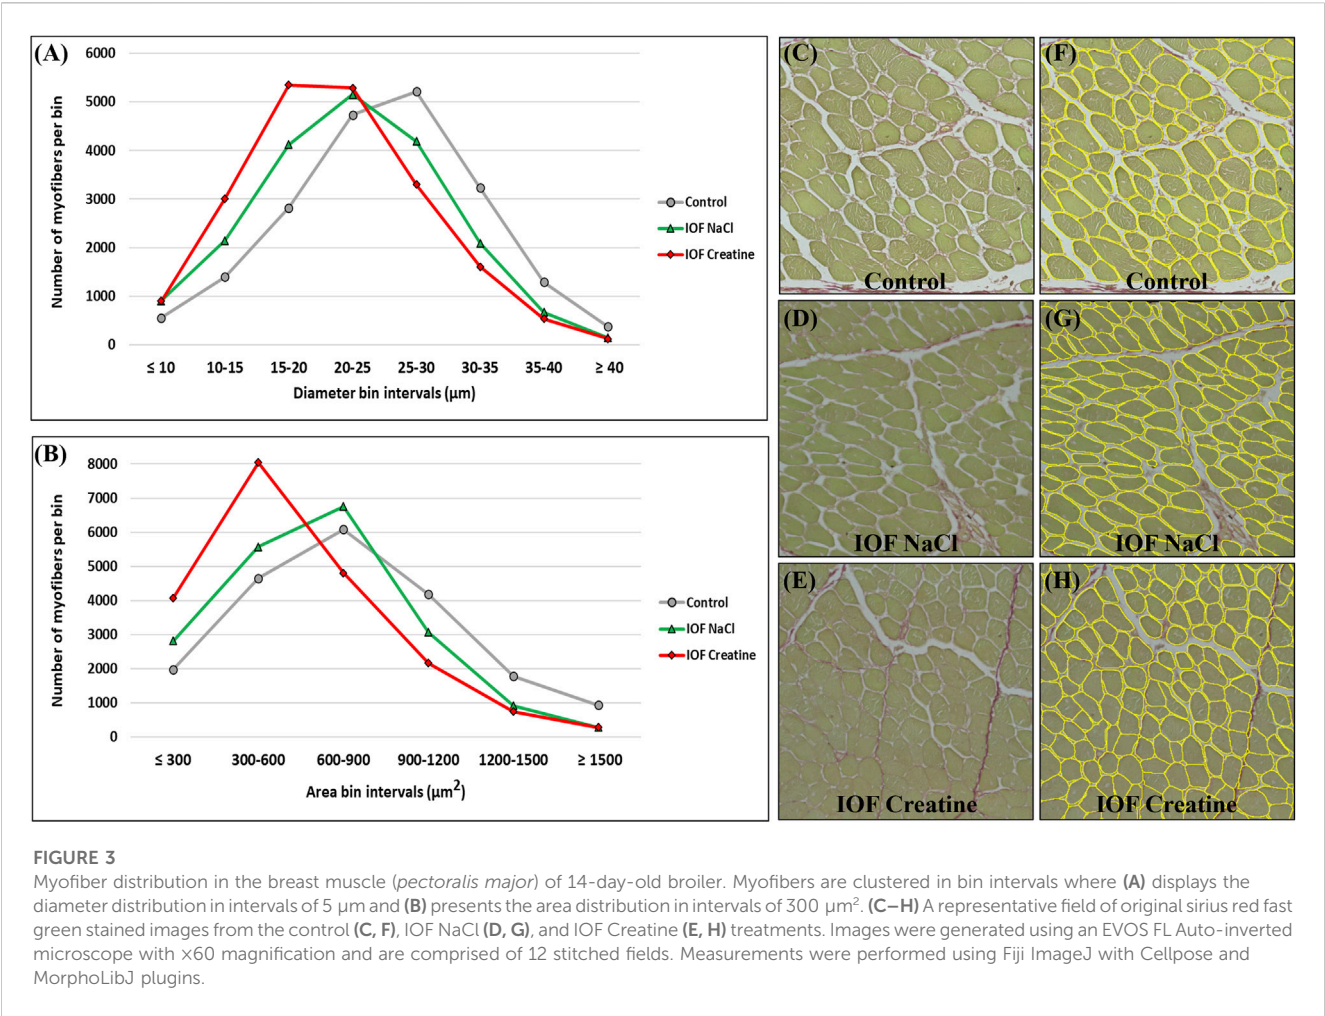 (A)
6000
5000
4000
3000
2000
1000
0
Number of myofibers per bin
≤ 10 10-15 15-20 20-25 25-30 30-35 35-40 ≥ 40
Diameter bin intervals (µm)
Control
IOF NaCl
IOF Creatine
(B)
8000
7000
6000
5000
4000
3000
2000
1000
0
Number of myofibers per bin
≤ 300 300-600 600-900 900-1200 1200-1500 ≥ 1500
Area bin intervals (µm²)
Control
IOF NaCl
IOF Creatine
(C)
Control
(F)
Control
(D)
IOF NaCl
(G)
IOF NaCl
(E)
IOF Creatine
(H)
IOF Creatine
FIGURE 3
Myofiber distribution in the breast muscle (pectoralis major) of 14-day-old broiler. Myofibers are clustered in bin intervals where (A) displays the
diameter distribution in intervals of 5 µm and (B) presents the area distribution in intervals of 300 µm². (C–H) A representative field of original sirius red fast
green stained images from the control (C, F), IOF NaCl (D, G), and IOF Creatine (E, H) treatments. Images were generated using an EVOS FL Auto-inverted
microscope with ×60 magnification and are comprised of 12 stitched fields. Measurements were performed using Fiji ImageJ with Cellpose and
MorphoLibJ plugins.